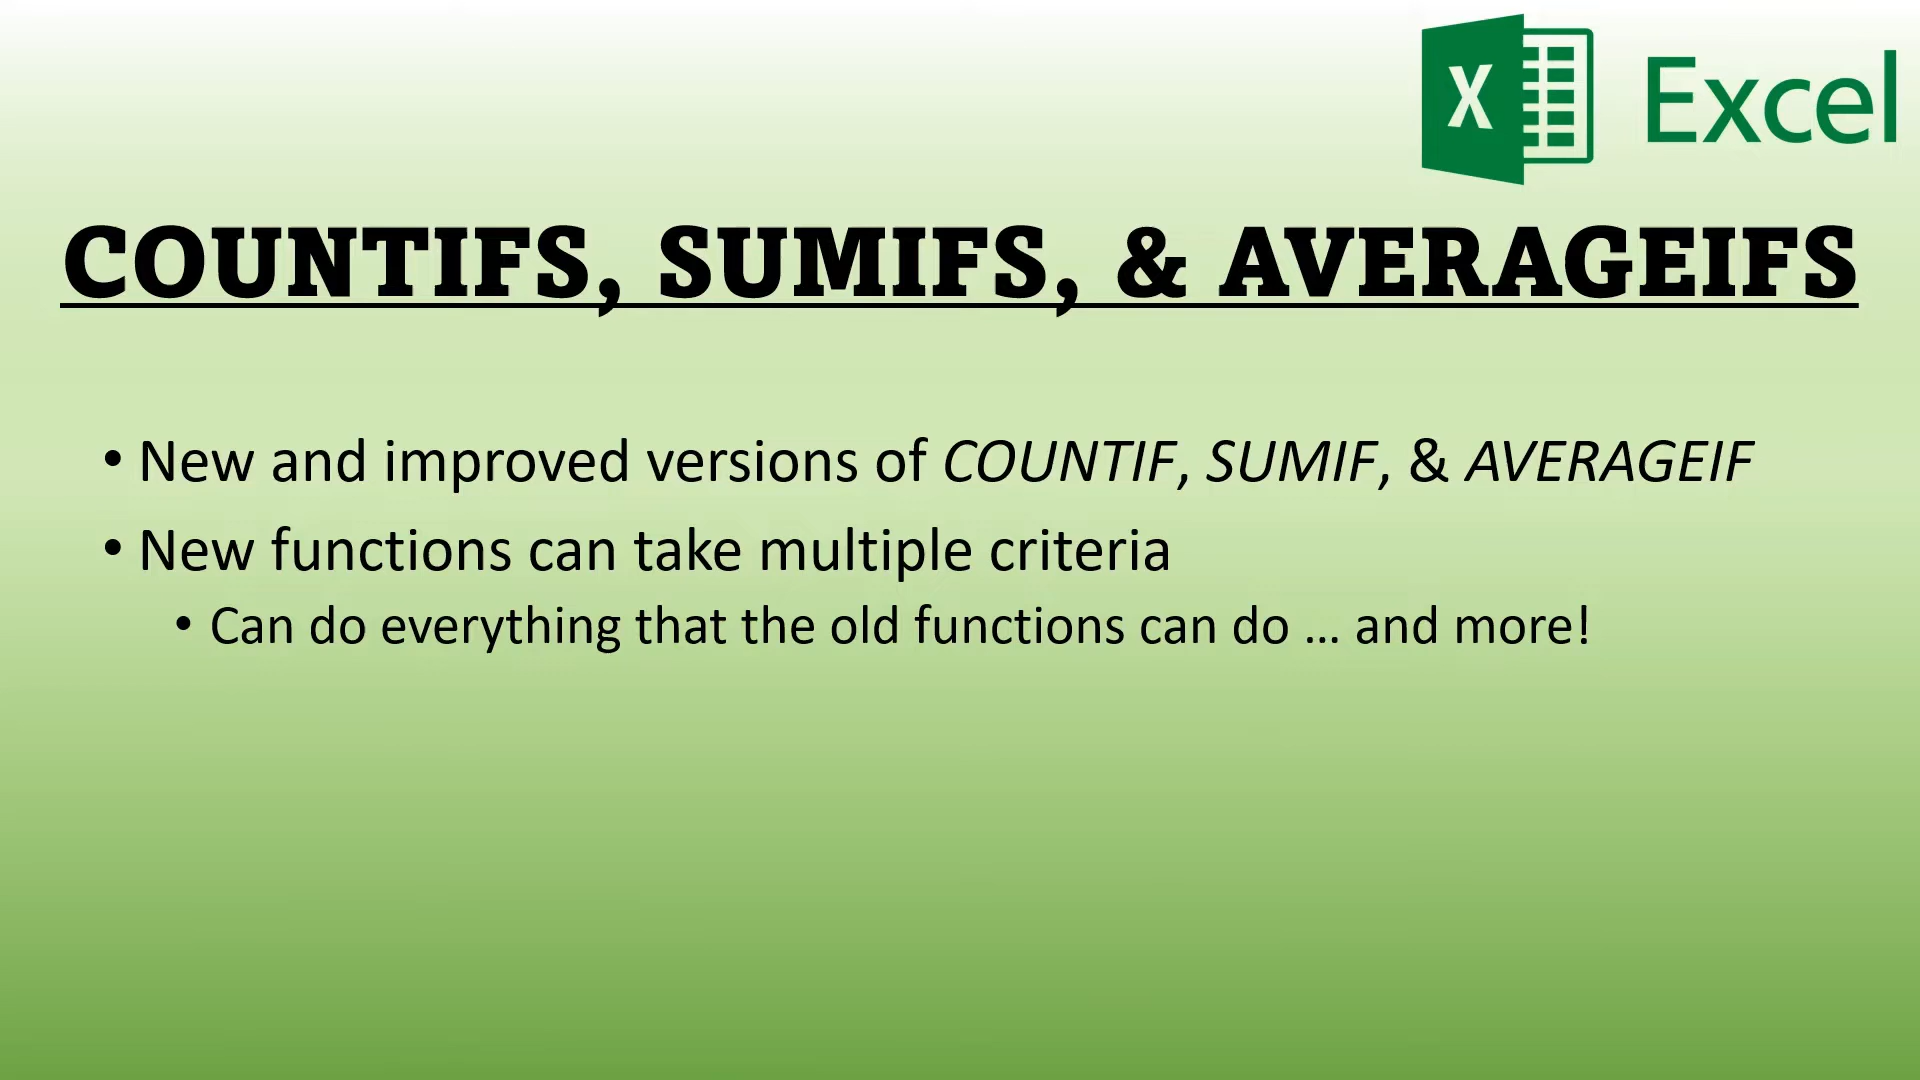 X Excel
COUNTIFS, SUMIFS, & AVERAGEIFS
• New and improved versions of COUNTIF, SUMIF, & AVERAGEIF
• New functions can take multiple criteria
• Can do everything that the old functions can do ... and more!